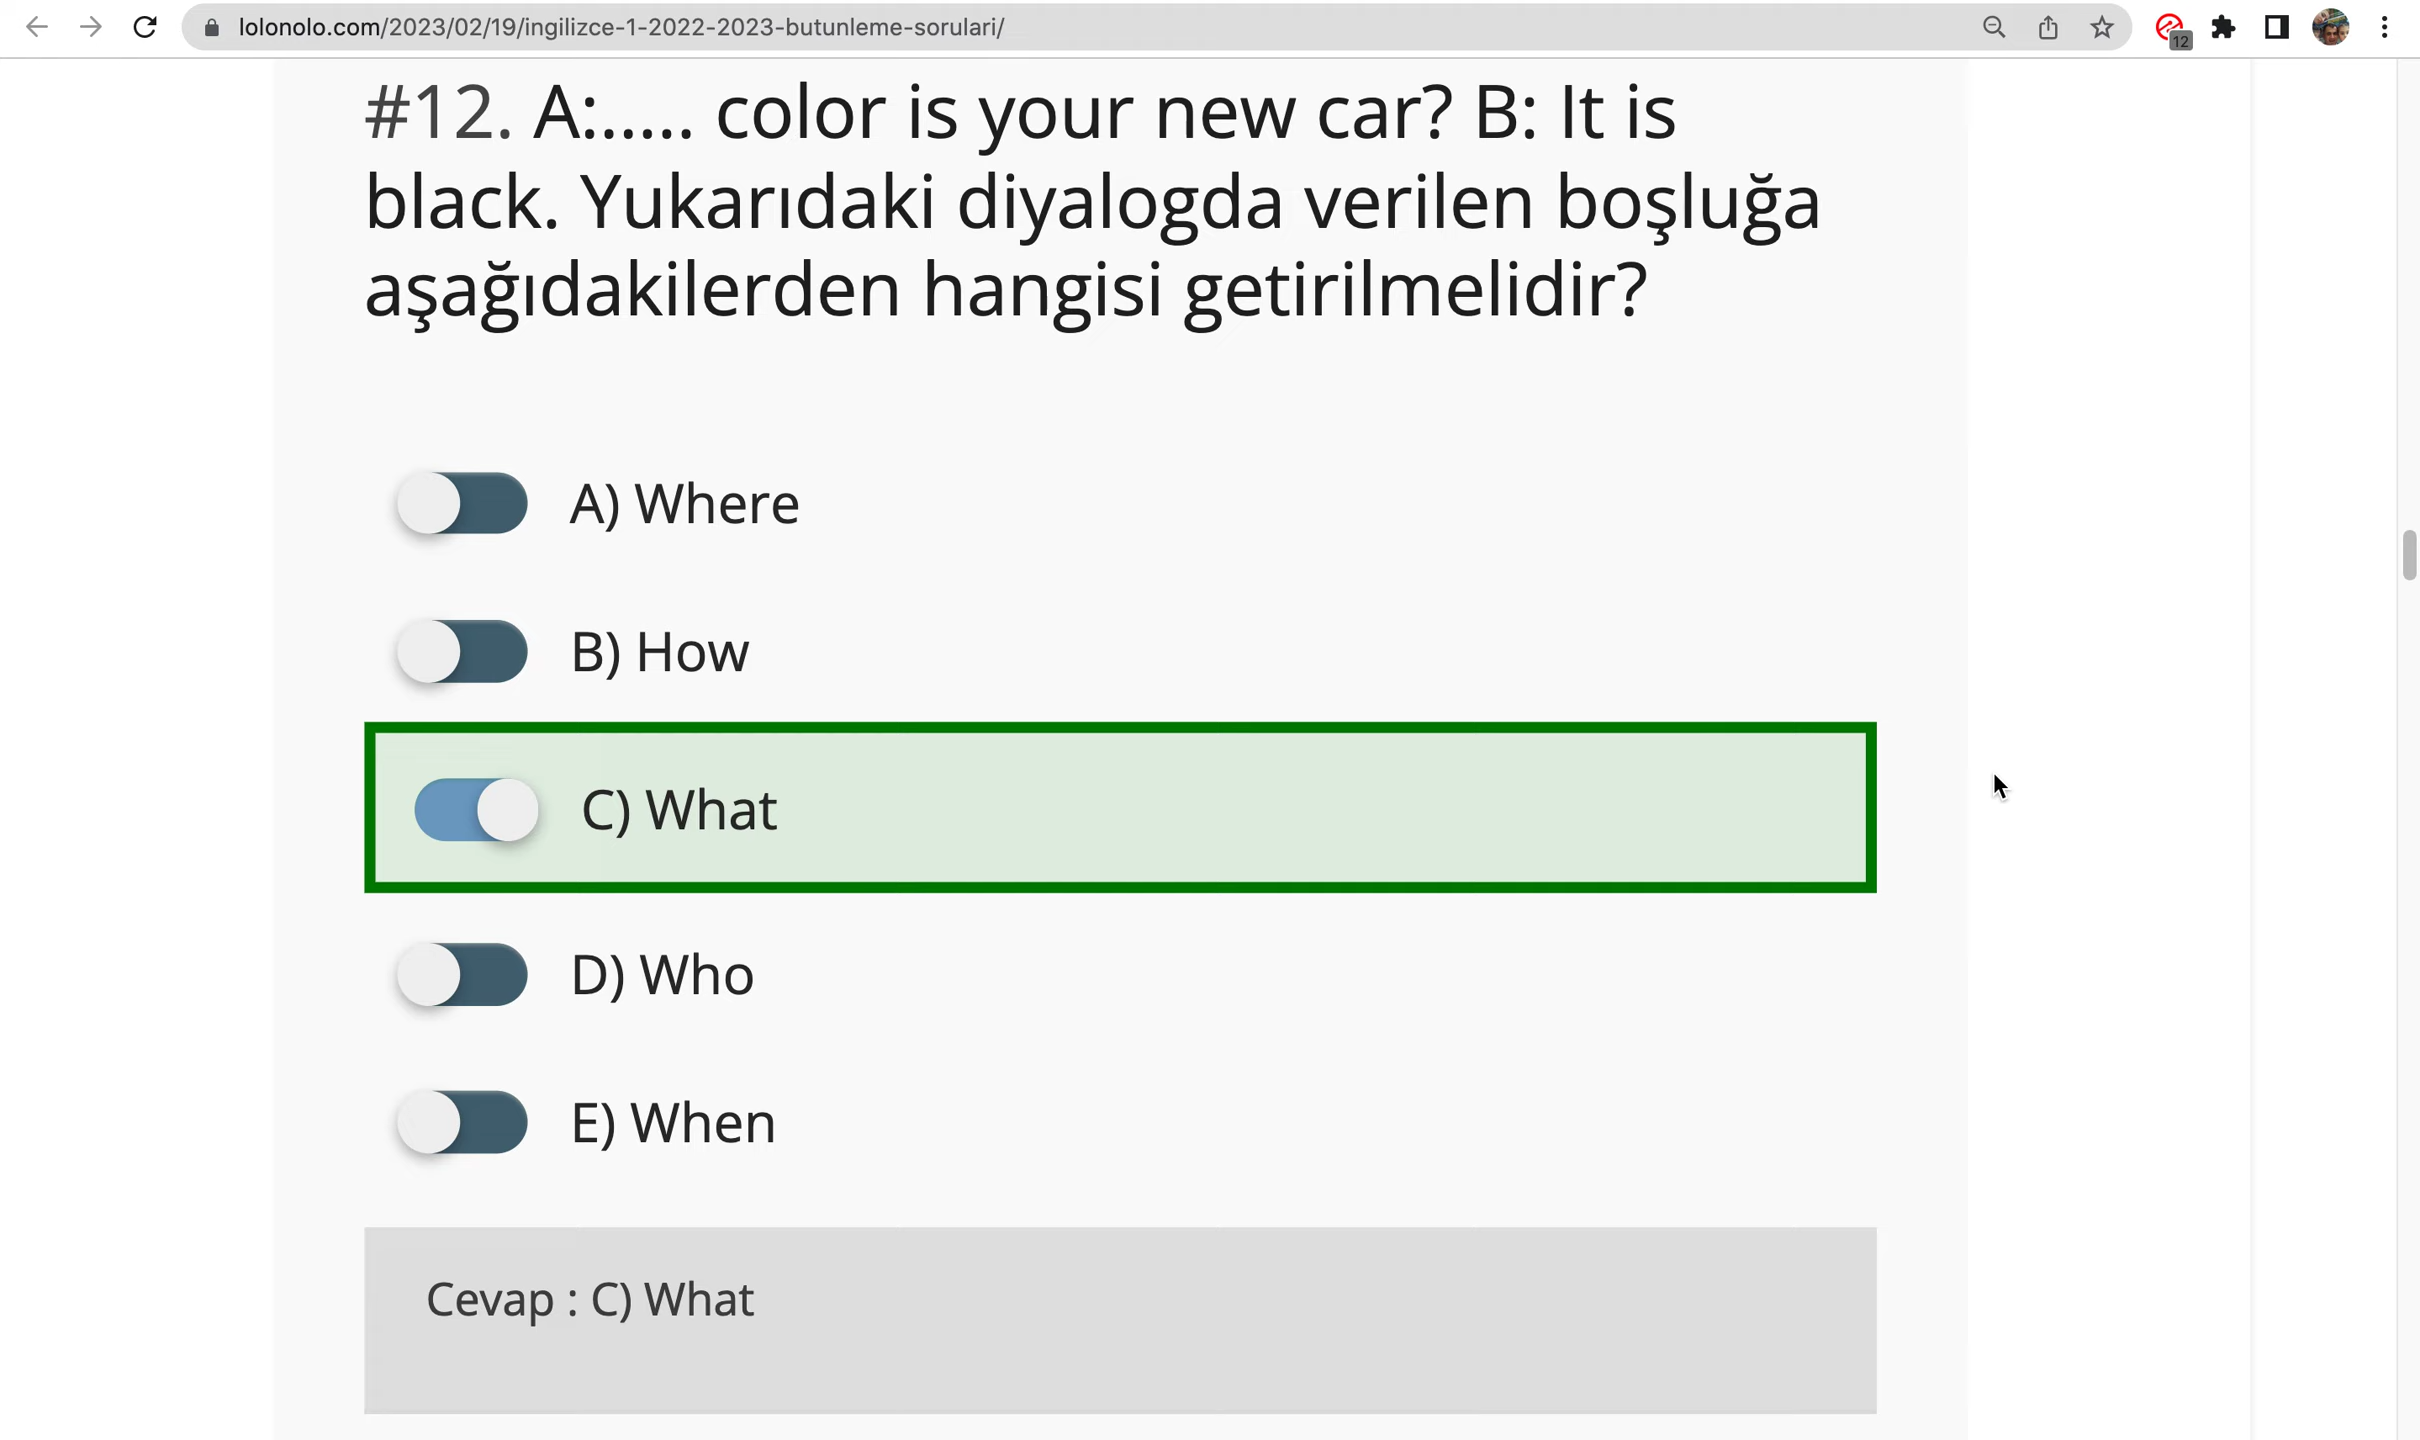 lolonolo.com/2023/02/19/ingilizce-1-2022-2023-butunleme-sorulari/
12
#12. A:...... color is your new car? B: It is
black. Yukarıdaki diyalogda verilen boşluğa
aşağıdakilerden hangisi getirilmelidir?
A) Where
B) How
C) What
D) Who
E) When
Cevap : C) What